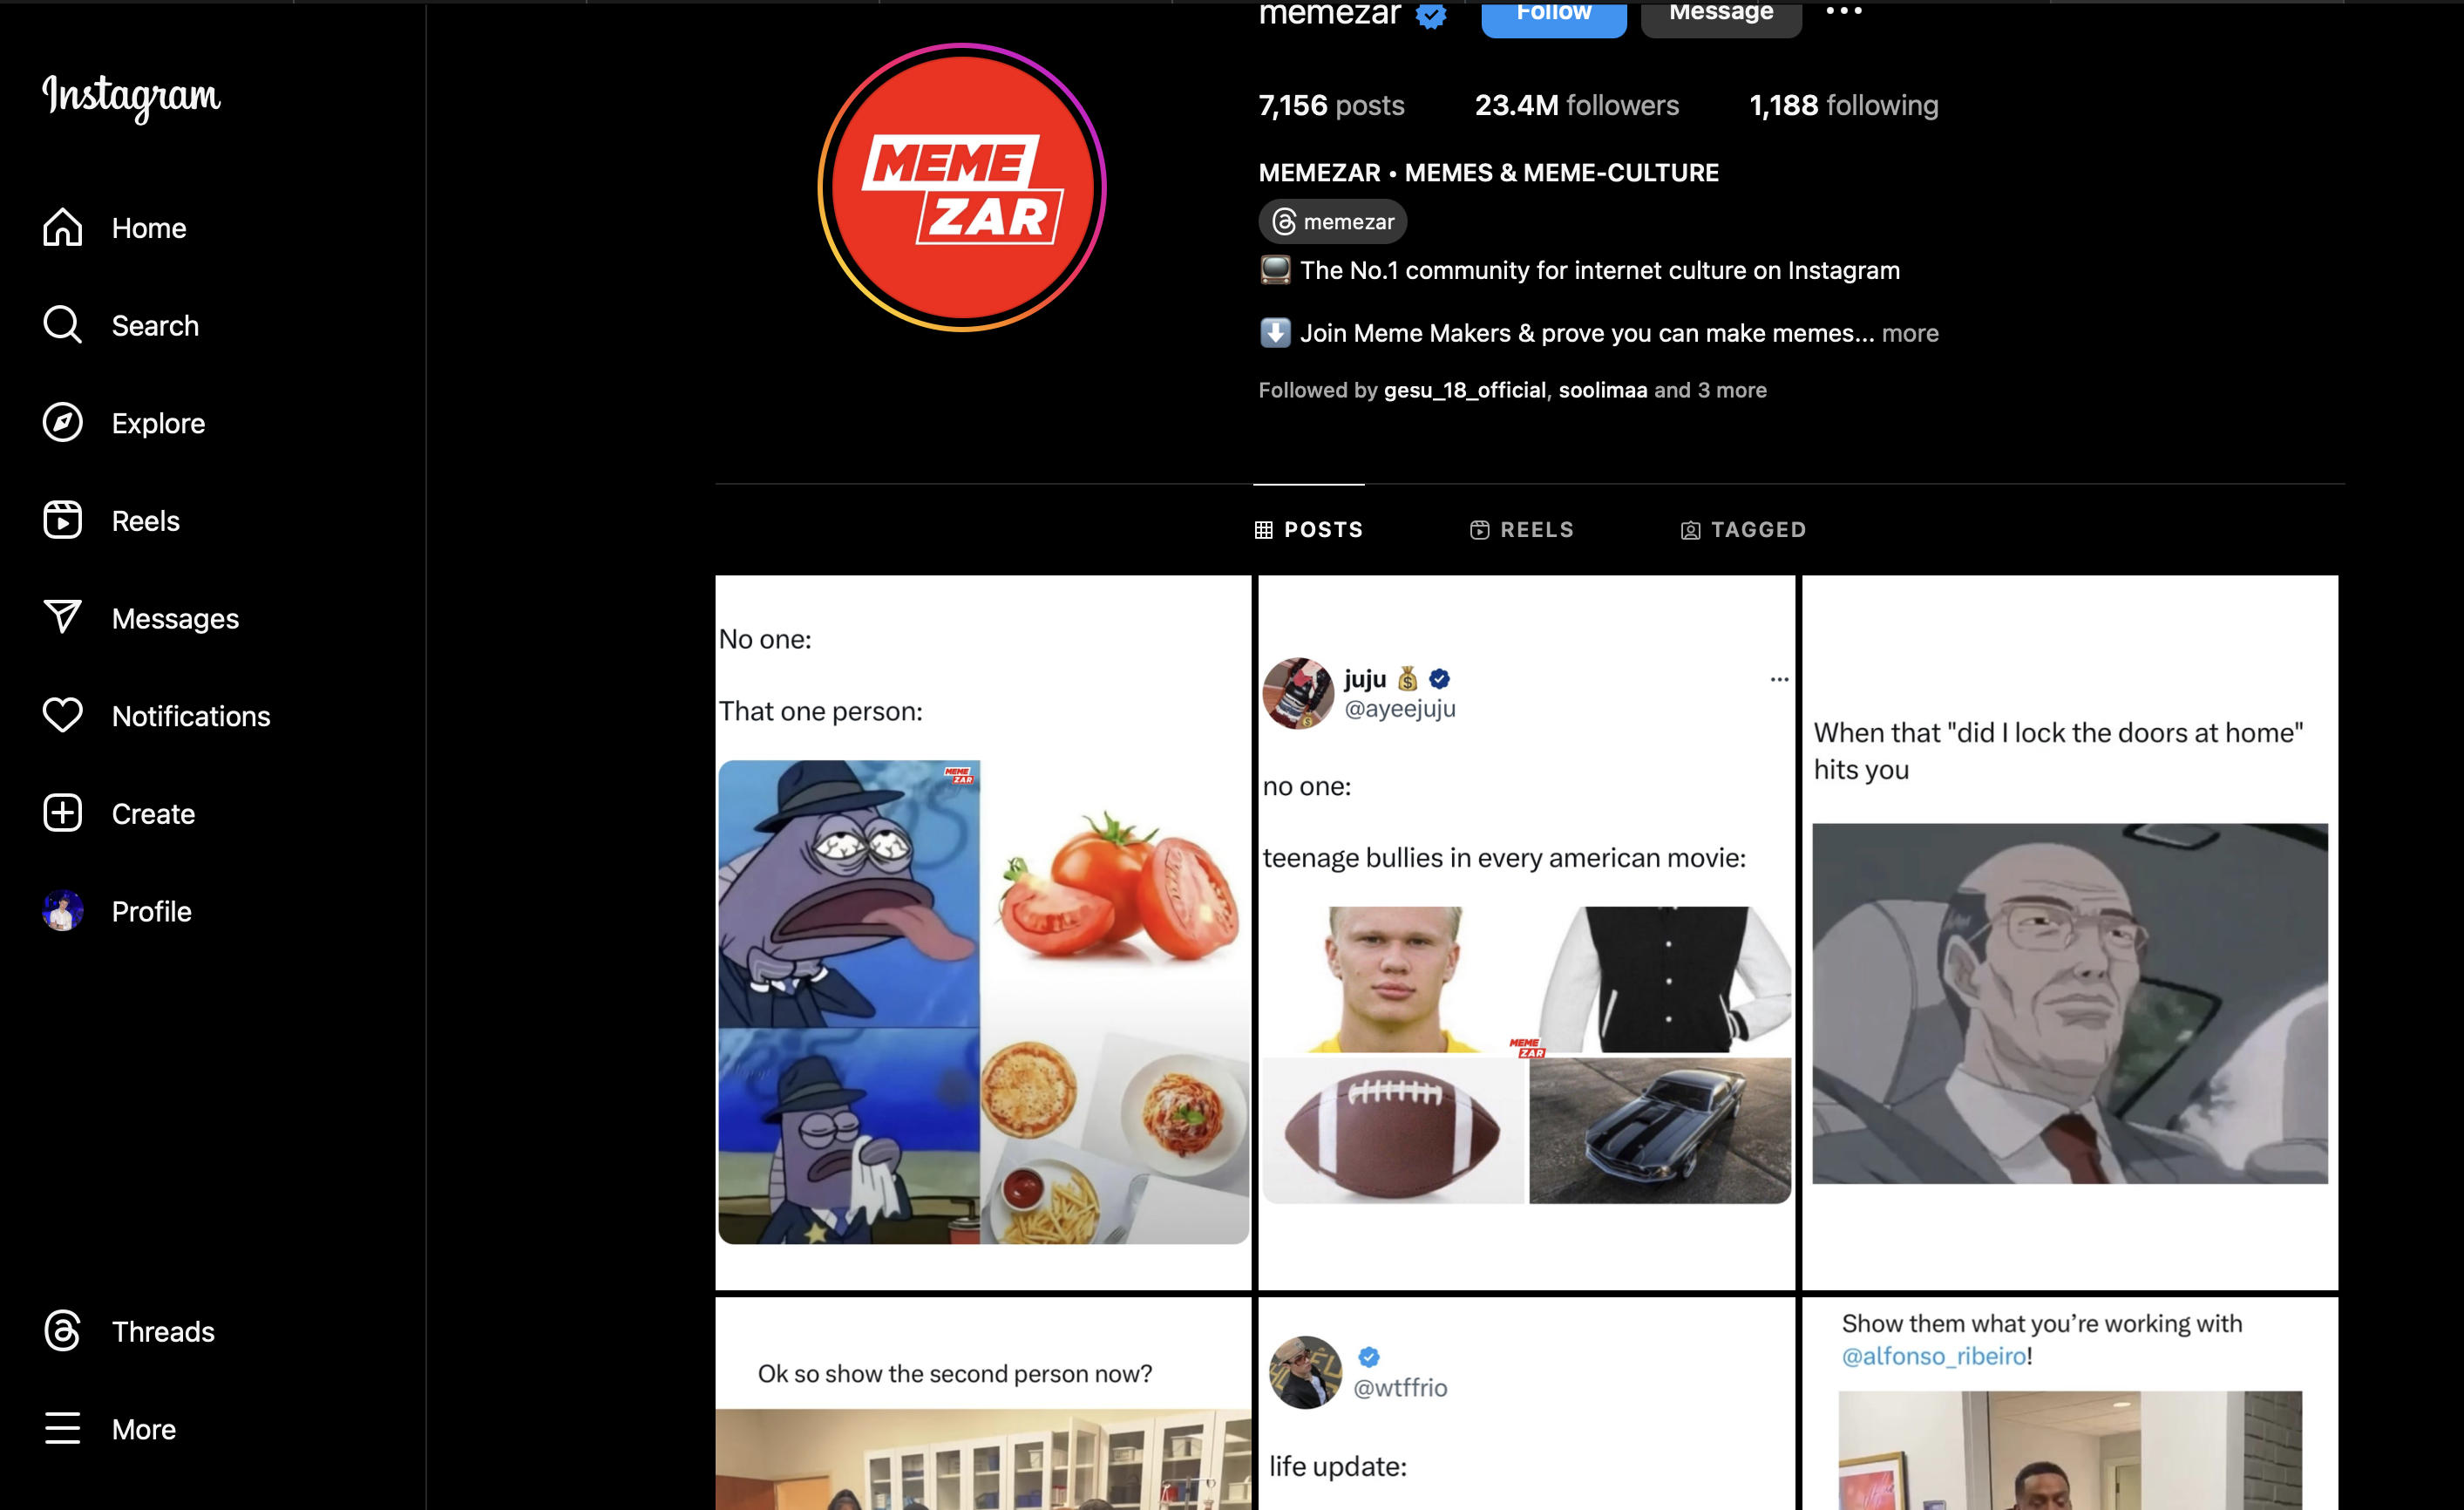 memezar
Follow
Message
Instagram
7,156 posts
23.4M followers
1,188 following
MEME
ZAR
MEMEZAR • MEMES & MEME-CULTURE
memezar
📺 The No.1 community for internet culture on Instagram
⬇️ Join Meme Makers & prove you can make memes... more
Followed by gesu_18_official, soolimaa and 3 more
Home
Search
Explore
Reels
Messages
Notifications
Create
Profile
Threads
More
POSTS
REELS
TAGGED
No one:
That one person:
MEME
ZAR
juju 💰
@ayeejuju
no one:
teenage bullies in every american movie:
MEME
ZAR
When that "did I lock the doors at home"
hits you
Ok so show the second person now?
@wtffrio
life update:
Show them what you’re working with
@alfonso_ribeiro!